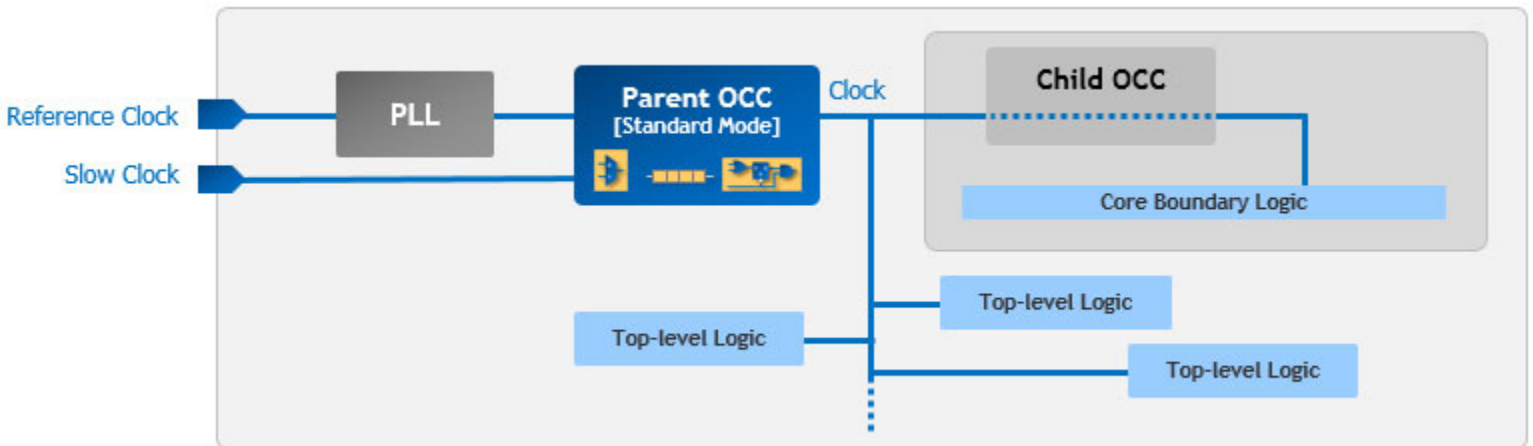 Reference Clock
Slow Clock
PLL
Parent OCC
[Standard Mode]
Clock
Child OCC
Core Boundary Logic
Top-level Logic
Top-level Logic
Top-level Logic